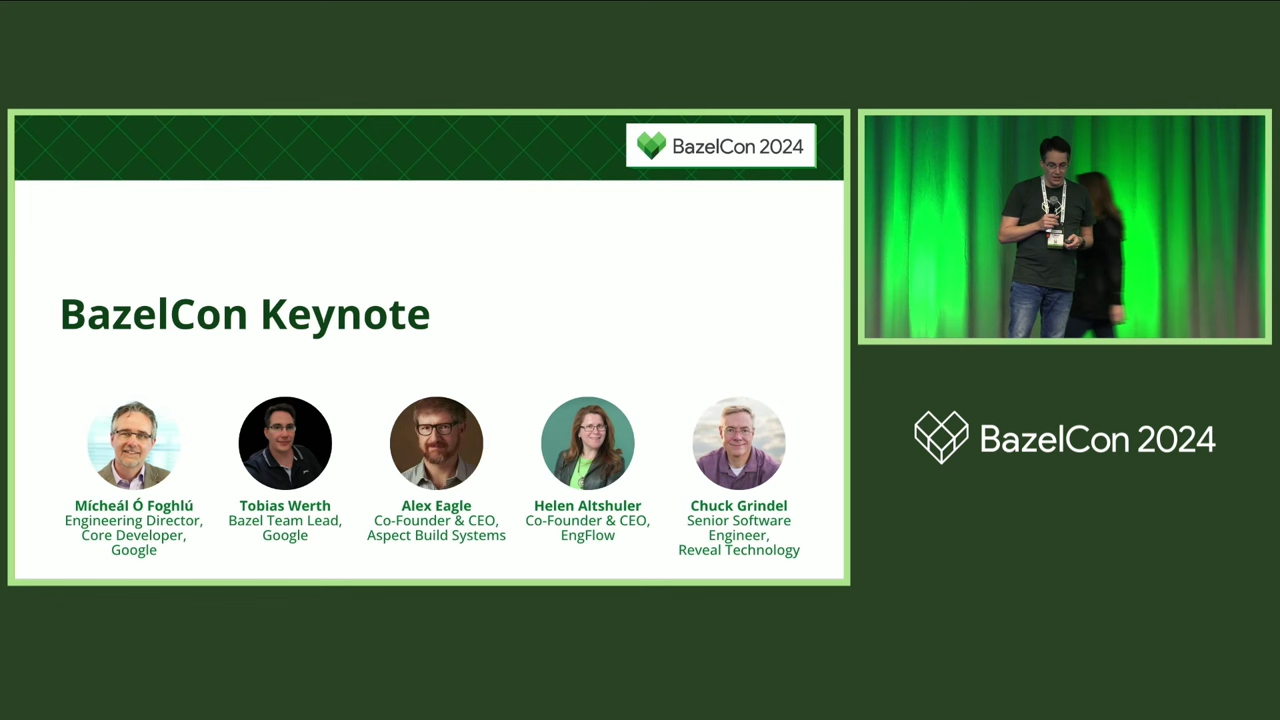 BazelCon 2024
BazelCon Keynote
Mícheál Ó Foghlú
Engineering Director,
Core Developer,
Google
Tobias Werth
Bazel Team Lead,
Google
Alex Eagle
Co-Founder & CEO,
Aspect Build Systems
Helen Altshuler
Co-Founder & CEO,
EngFlow
Chuck Grindel
Senior Software
Engineer,
Reveal Technology
BazelCon 2024